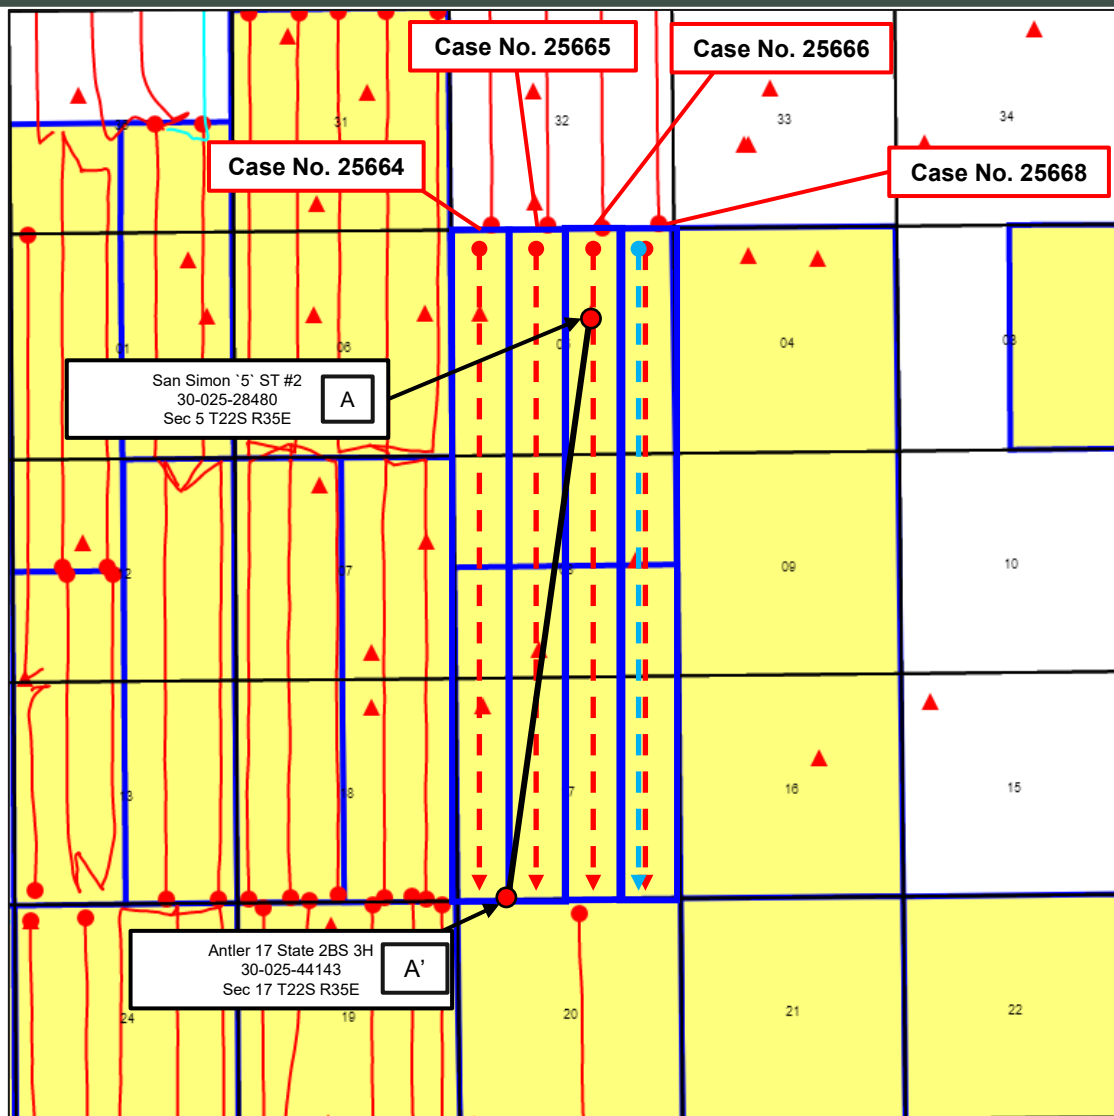 Case No. 25665
Case No. 25666
31
32
33
34
Case No. 25664
Case No. 25668
01
06
04
03
San Simon `5` ST #2
30-025-28480
Sec 5 T22S R35E
A
07
09
10
13
18
16
15
Antler 17 State 2BS 3H
30-025-44143
Sec 17 T22S R35E
A’
24
19
20
21
22